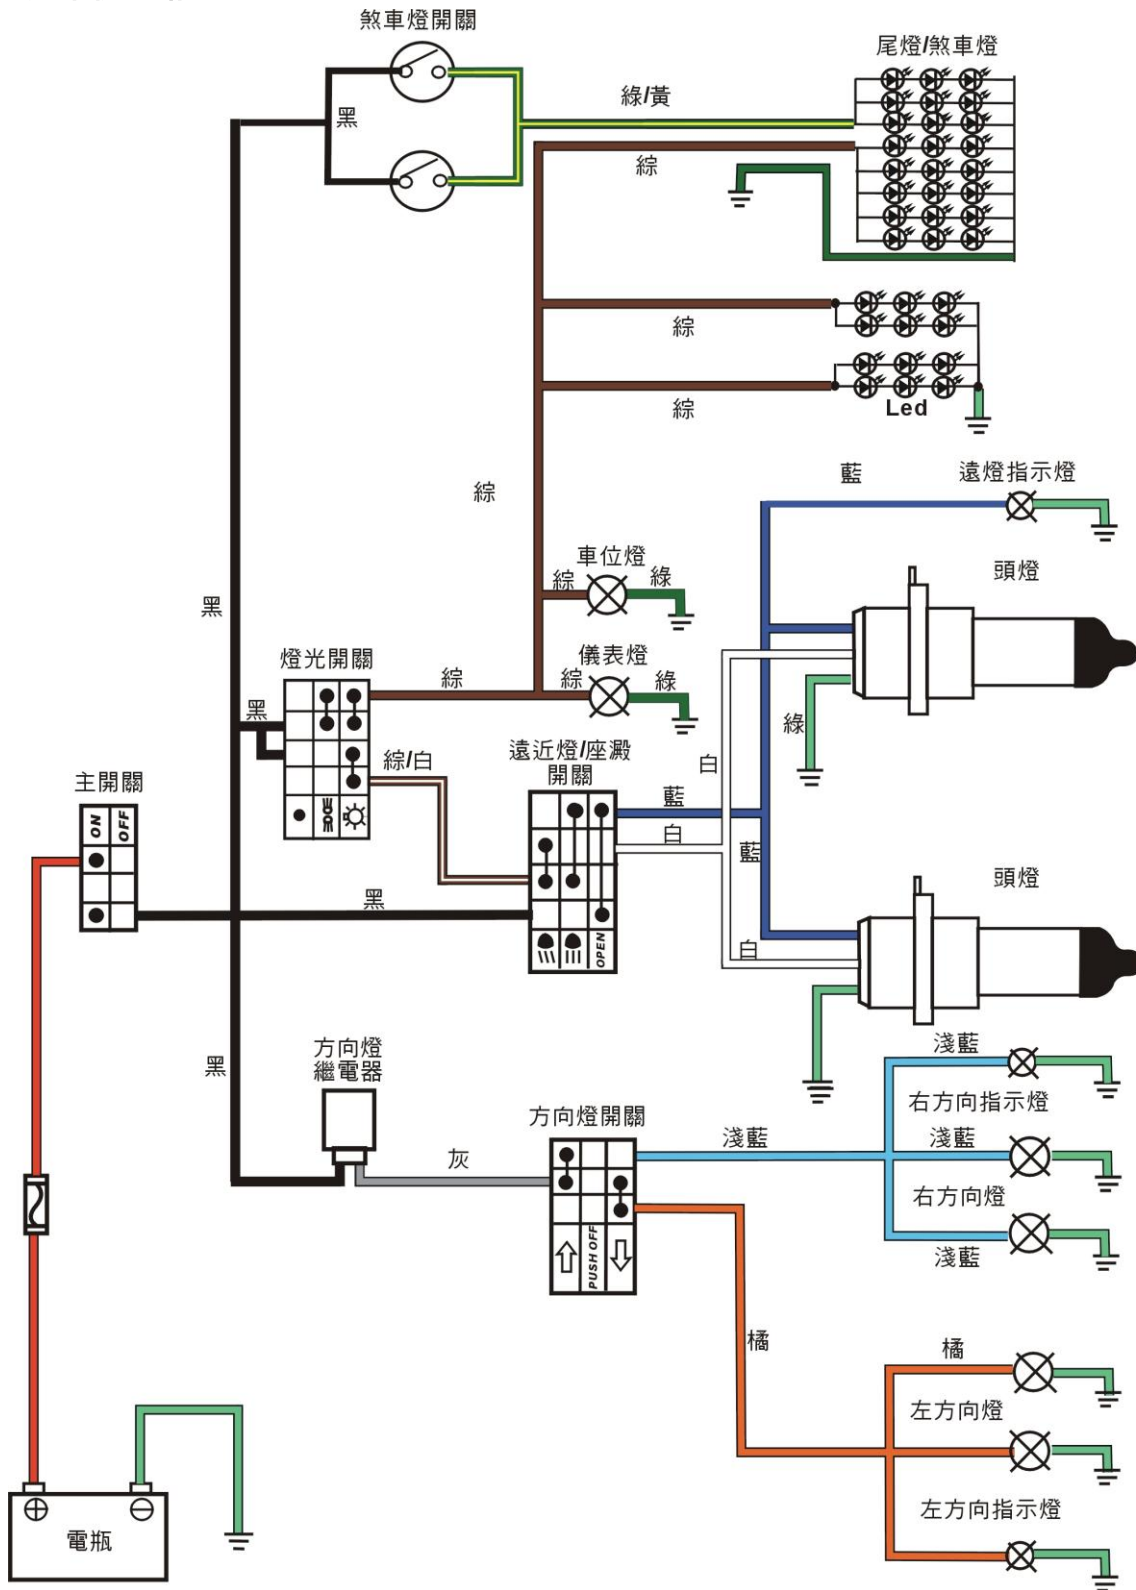 煞車燈開關
尾燈/煞車燈
黑
綠/黃
綜
綜
綜
Led
綜
藍
遠燈指示燈
車位燈
綜
綠
頭燈
黑
燈光開關
綜
儀表燈
綜
綠
黑
綜/白
遠近燈/座澱
開關
白
綠
主開關
ON
OFF
藍
白
藍
黑
頭燈
OPEN
白
黑
方向燈
繼電器
淺藍
右方向指示燈
灰
方向燈開關
淺藍
淺藍
右方向燈
PUSH OFF
淺藍
橘
橘
左方向燈
左方向指示燈
電瓶